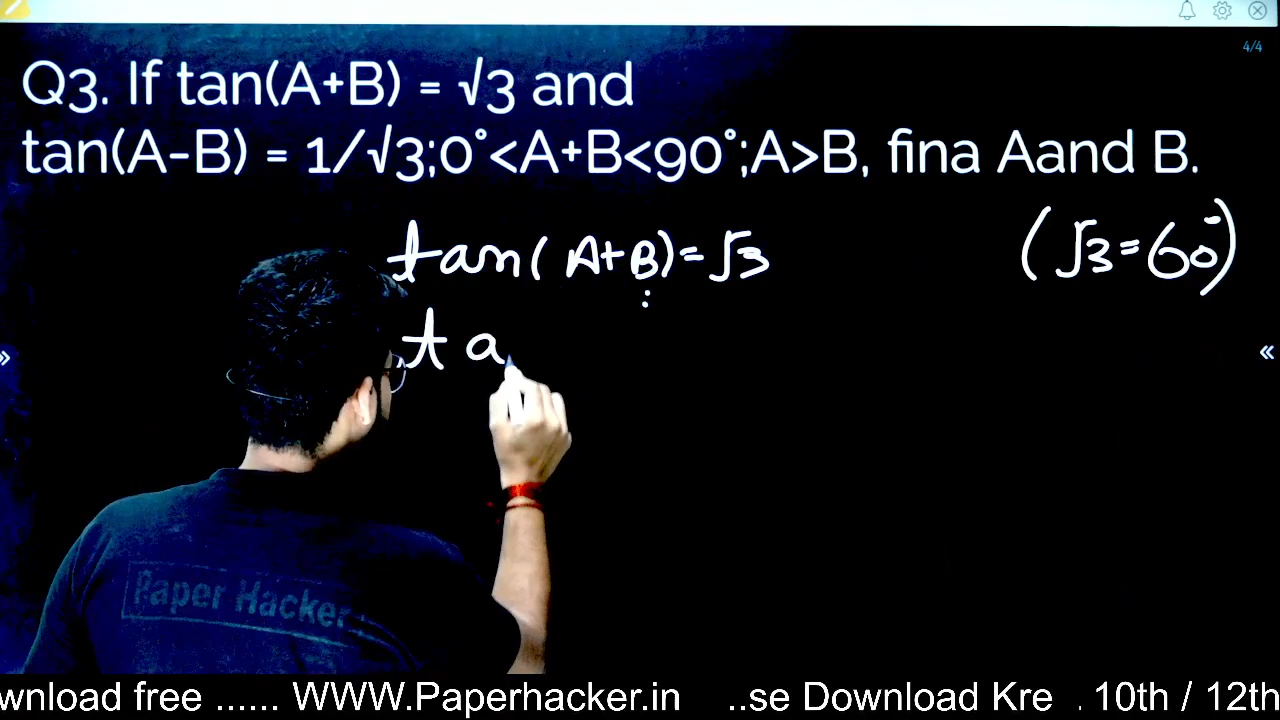 4/4
Q3. If tan(A+B) = √3 and
tan(A-B) = 1/√3;0°<A+B<90°;A>B, fina Aand B.
tan(A+B)=√3
(√3=60°)
ta
Paper Hacker
wnload free ...... WWW.Paperhacker.in ..se Download Kre . 10th / 12th